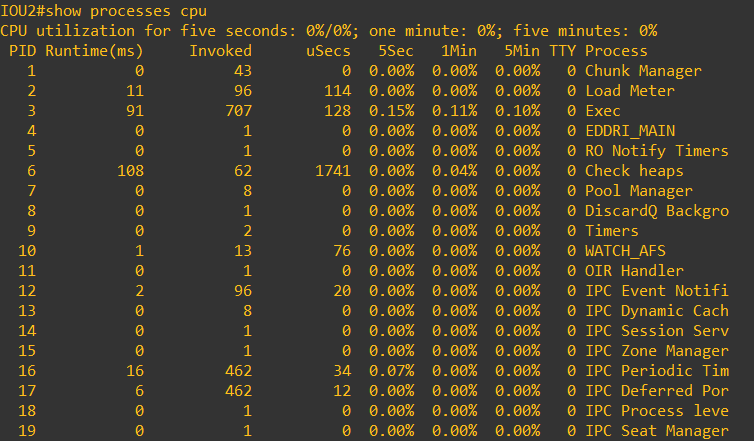 IOU2#show processes cpu
CPU utilization for five seconds: 0%/0%; one minute: 0%; five minutes: 0%
 PID Runtime(ms)     Invoked      uSecs   5Sec   1Min   5Min TTY Process
   1           0          43          0  0.00%  0.00%  0.00%   0 Chunk Manager
   2          11          96        114  0.00%  0.00%  0.00%   0 Load Meter
   3          91         707        128  0.15%  0.11%  0.10%   0 Exec
   4           0           1          0  0.00%  0.00%  0.00%   0 EDDRI_MAIN
   5           0           1          0  0.00%  0.00%  0.00%   0 RO Notify Timers
   6         108          62       1741  0.00%  0.04%  0.00%   0 Check heaps
   7           0           8          0  0.00%  0.00%  0.00%   0 Pool Manager
   8           0           1          0  0.00%  0.00%  0.00%   0 DiscardQ Backgro
   9           0           2          0  0.00%  0.00%  0.00%   0 Timers
  10           1          13         76  0.00%  0.00%  0.00%   0 WATCH_AFS
  11           0           1          0  0.00%  0.00%  0.00%   0 OIR Handler
  12           2          96         20  0.00%  0.00%  0.00%   0 IPC Event Notifi
  13           0           8          0  0.00%  0.00%  0.00%   0 IPC Dynamic Cach
  14           0           1          0  0.00%  0.00%  0.00%   0 IPC Session Serv
  15           0           1          0  0.00%  0.00%  0.00%   0 IPC Zone Manager
  16          16         462         34  0.07%  0.00%  0.00%   0 IPC Periodic Tim
  17           6         462         12  0.00%  0.00%  0.00%   0 IPC Deferred Por
  18           0           1          0  0.00%  0.00%  0.00%   0 IPC Process leve
  19           0           1          0  0.00%  0.00%  0.00%   0 IPC Seat Manager